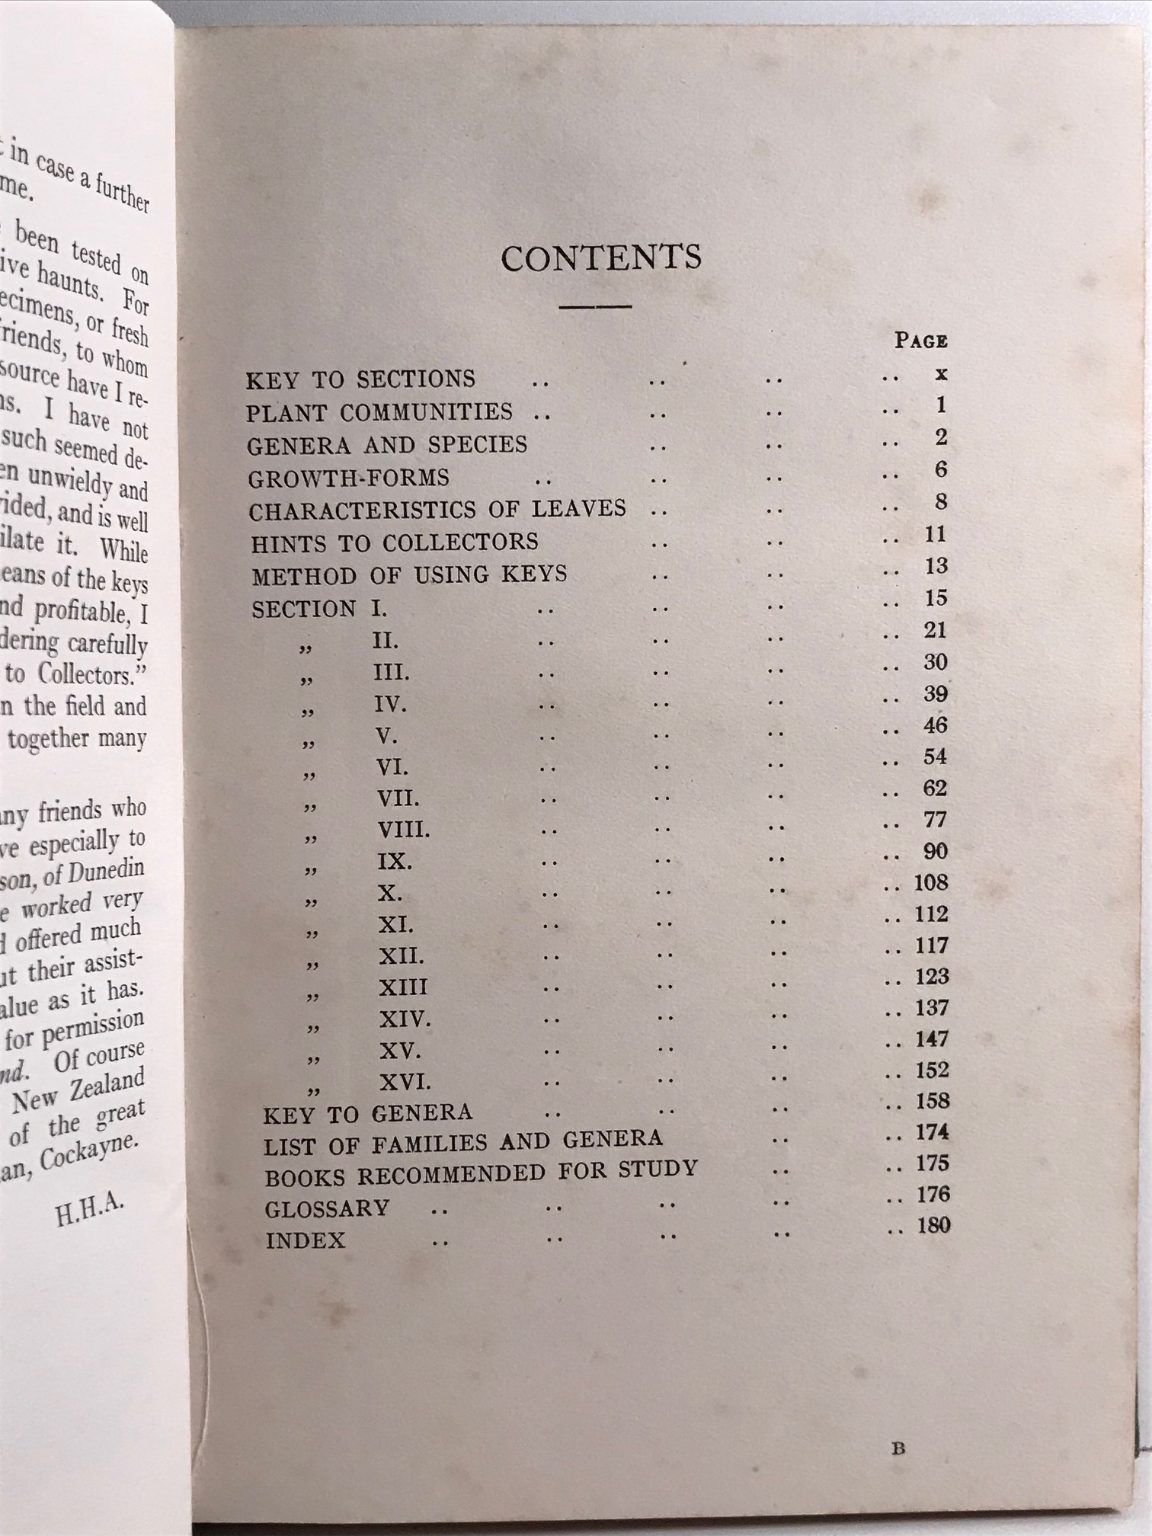 in case a further
me.
been tested on
ive haunts. For
ecimens, or fresh
riends, to whom
source have I re-
ns. I have not
such seemed de-
en unwieldy and
vided, and is well
ilate it. While
eans of the keys
nd profitable, I
dering carefully
to Collectors.”
n the field and
together many
any friends who
ve especially to
son, of Dunedin
e worked very
d offered much
ut their assist-
alue as it has.
for permission
nd. Of course
New Zealand
of the great
an, Cockayne.
H.H.A.
CONTENTS
PAGE
KEY TO SECTIONS .. .. .. .. x
PLANT COMMUNITIES .. .. .. .. 1
GENERA AND SPECIES .. .. .. 2
GROWTH-FORMS .. .. .. .. 6
CHARACTERISTICS OF LEAVES .. .. .. 8
HINTS TO COLLECTORS .. .. .. 11
METHOD OF USING KEYS .. .. .. 13
SECTION I. .. .. .. .. 15
„ II. .. .. .. .. 21
„ III. .. .. .. .. 30
„ IV. .. .. .. .. 39
„ V. .. .. .. .. 46
„ VI. .. .. .. .. 54
„ VII. .. .. .. .. 62
„ VIII. .. .. .. .. 77
„ IX. .. .. .. .. 90
„ X. .. .. .. .. 108
„ XI. .. .. .. .. 112
„ XII. .. .. .. .. 117
„ XIII .. .. .. .. 123
„ XIV. .. .. .. .. 137
„ XV. .. .. .. .. 147
„ XVI. .. .. .. .. 152
KEY TO GENERA .. .. .. .. 158
LIST OF FAMILIES AND GENERA .. .. 174
BOOKS RECOMMENDED FOR STUDY .. .. 175
GLOSSARY .. .. .. .. .. 176
INDEX .. .. .. .. .. 180
B